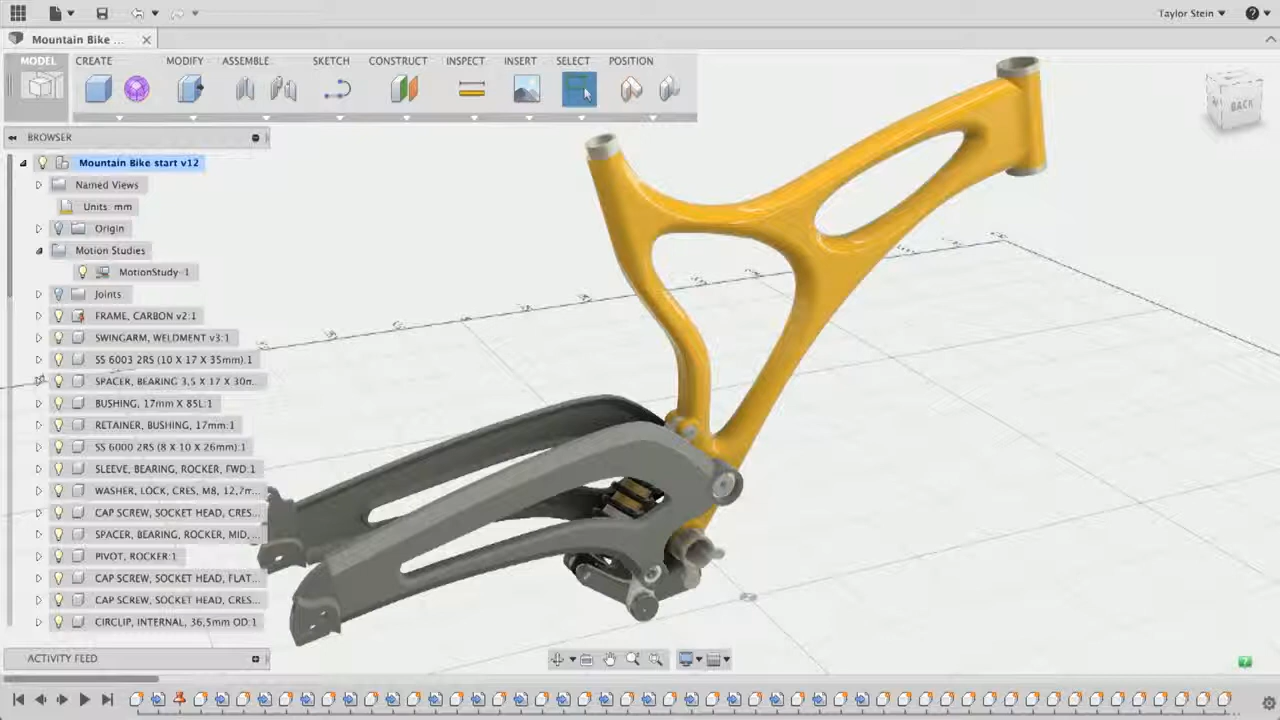 Taylor Stein
Mountain Bike ...
MODEL
CREATE
MODIFY
ASSEMBLE
SKETCH
CONSTRUCT
INSPECT
INSERT
SELECT
POSITION
BACK
BROWSER
Mountain Bike start v12
Named Views
Units: mm
Origin
Motion Studies
MotionStudy 1
Joints
FRAME, CARBON v2:1
SWINGARM, WELDMENT v3:1
SS 6003 2RS (10 X 17 X 35mm):1
SPACER, BEARING 3,5 X 17 X 30m...
BUSHING, 17mm X 85L:1
RETAINER, BUSHING, 17mm:1
SS 6000 2RS (8 X 10 X 26mm):1
SLEEVE, BEARING, ROCKER, FWD:1
WASHER, LOCK, CRES, M8, 12,7m...
CAP SCREW, SOCKET HEAD, CRES...
SPACER, BEARING, ROCKER, MID, ...
PIVOT, ROCKER:1
CAP SCREW, SOCKET HEAD, FLAT...
CAP SCREW, SOCKET HEAD, CRES...
CIRCLIP, INTERNAL, 36,5mm OD:1
ACTIVITY FEED